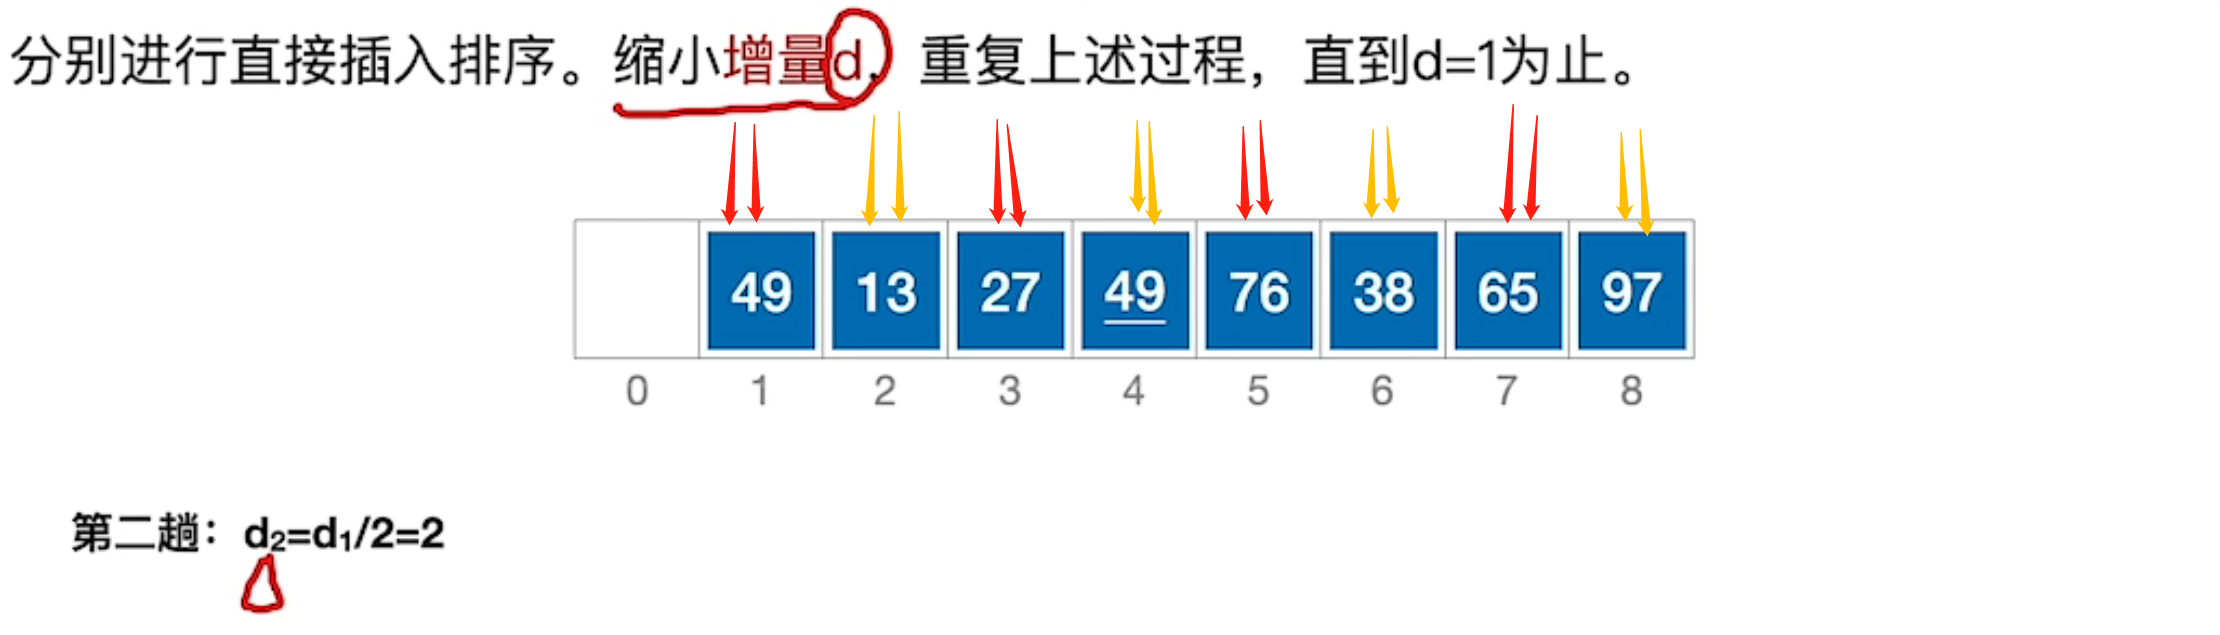 分别进行直接插入排序。缩小增量d，重复上述过程，直到d=1为止。
49 13 27 49 76 38 65 97
0 1 2 3 4 5 6 7 8
第二趟：d₂=d₁/2=2